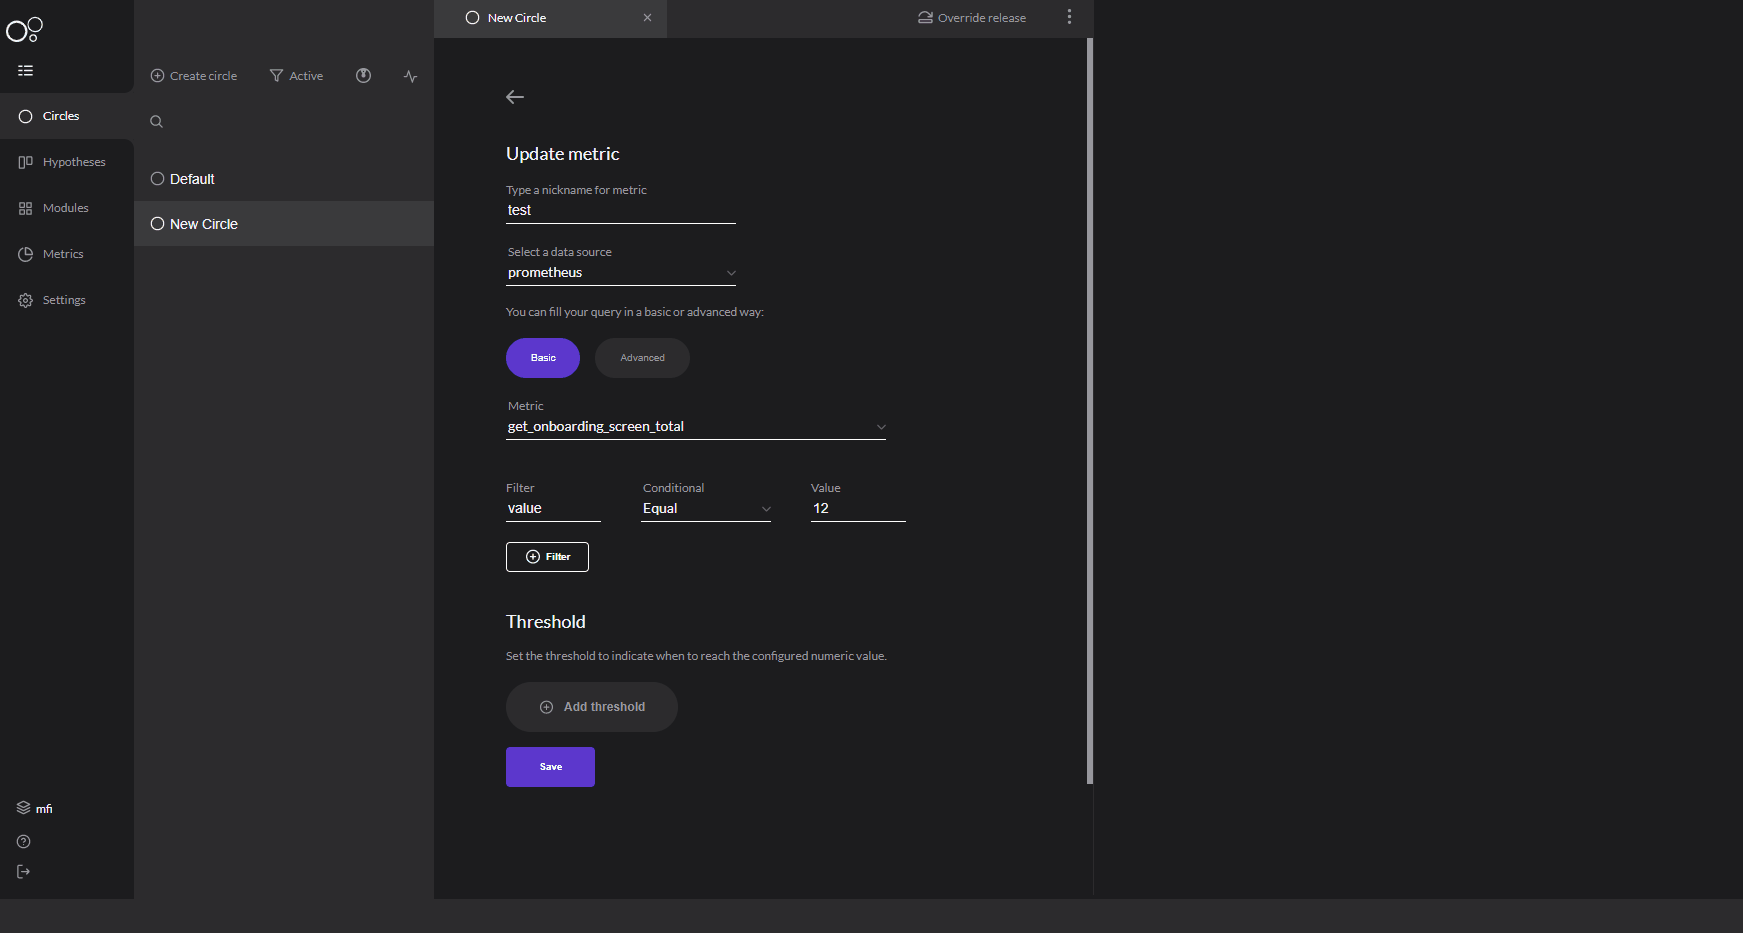 New Circle
Override release
Create circle
Active
Circles
Hypotheses
Modules
Metrics
Settings
Default
New Circle
Update metric
Type a nickname for metric
test
Select a data source
prometheus
You can fill your query in a basic or advanced way:
Basic
Advanced
Metric
get_onboarding_screen_total
Filter
Conditional
Value
value
Equal
12
Filter
Threshold
Set the threshold to indicate when to reach the configured numeric value.
Add threshold
Save
mfi